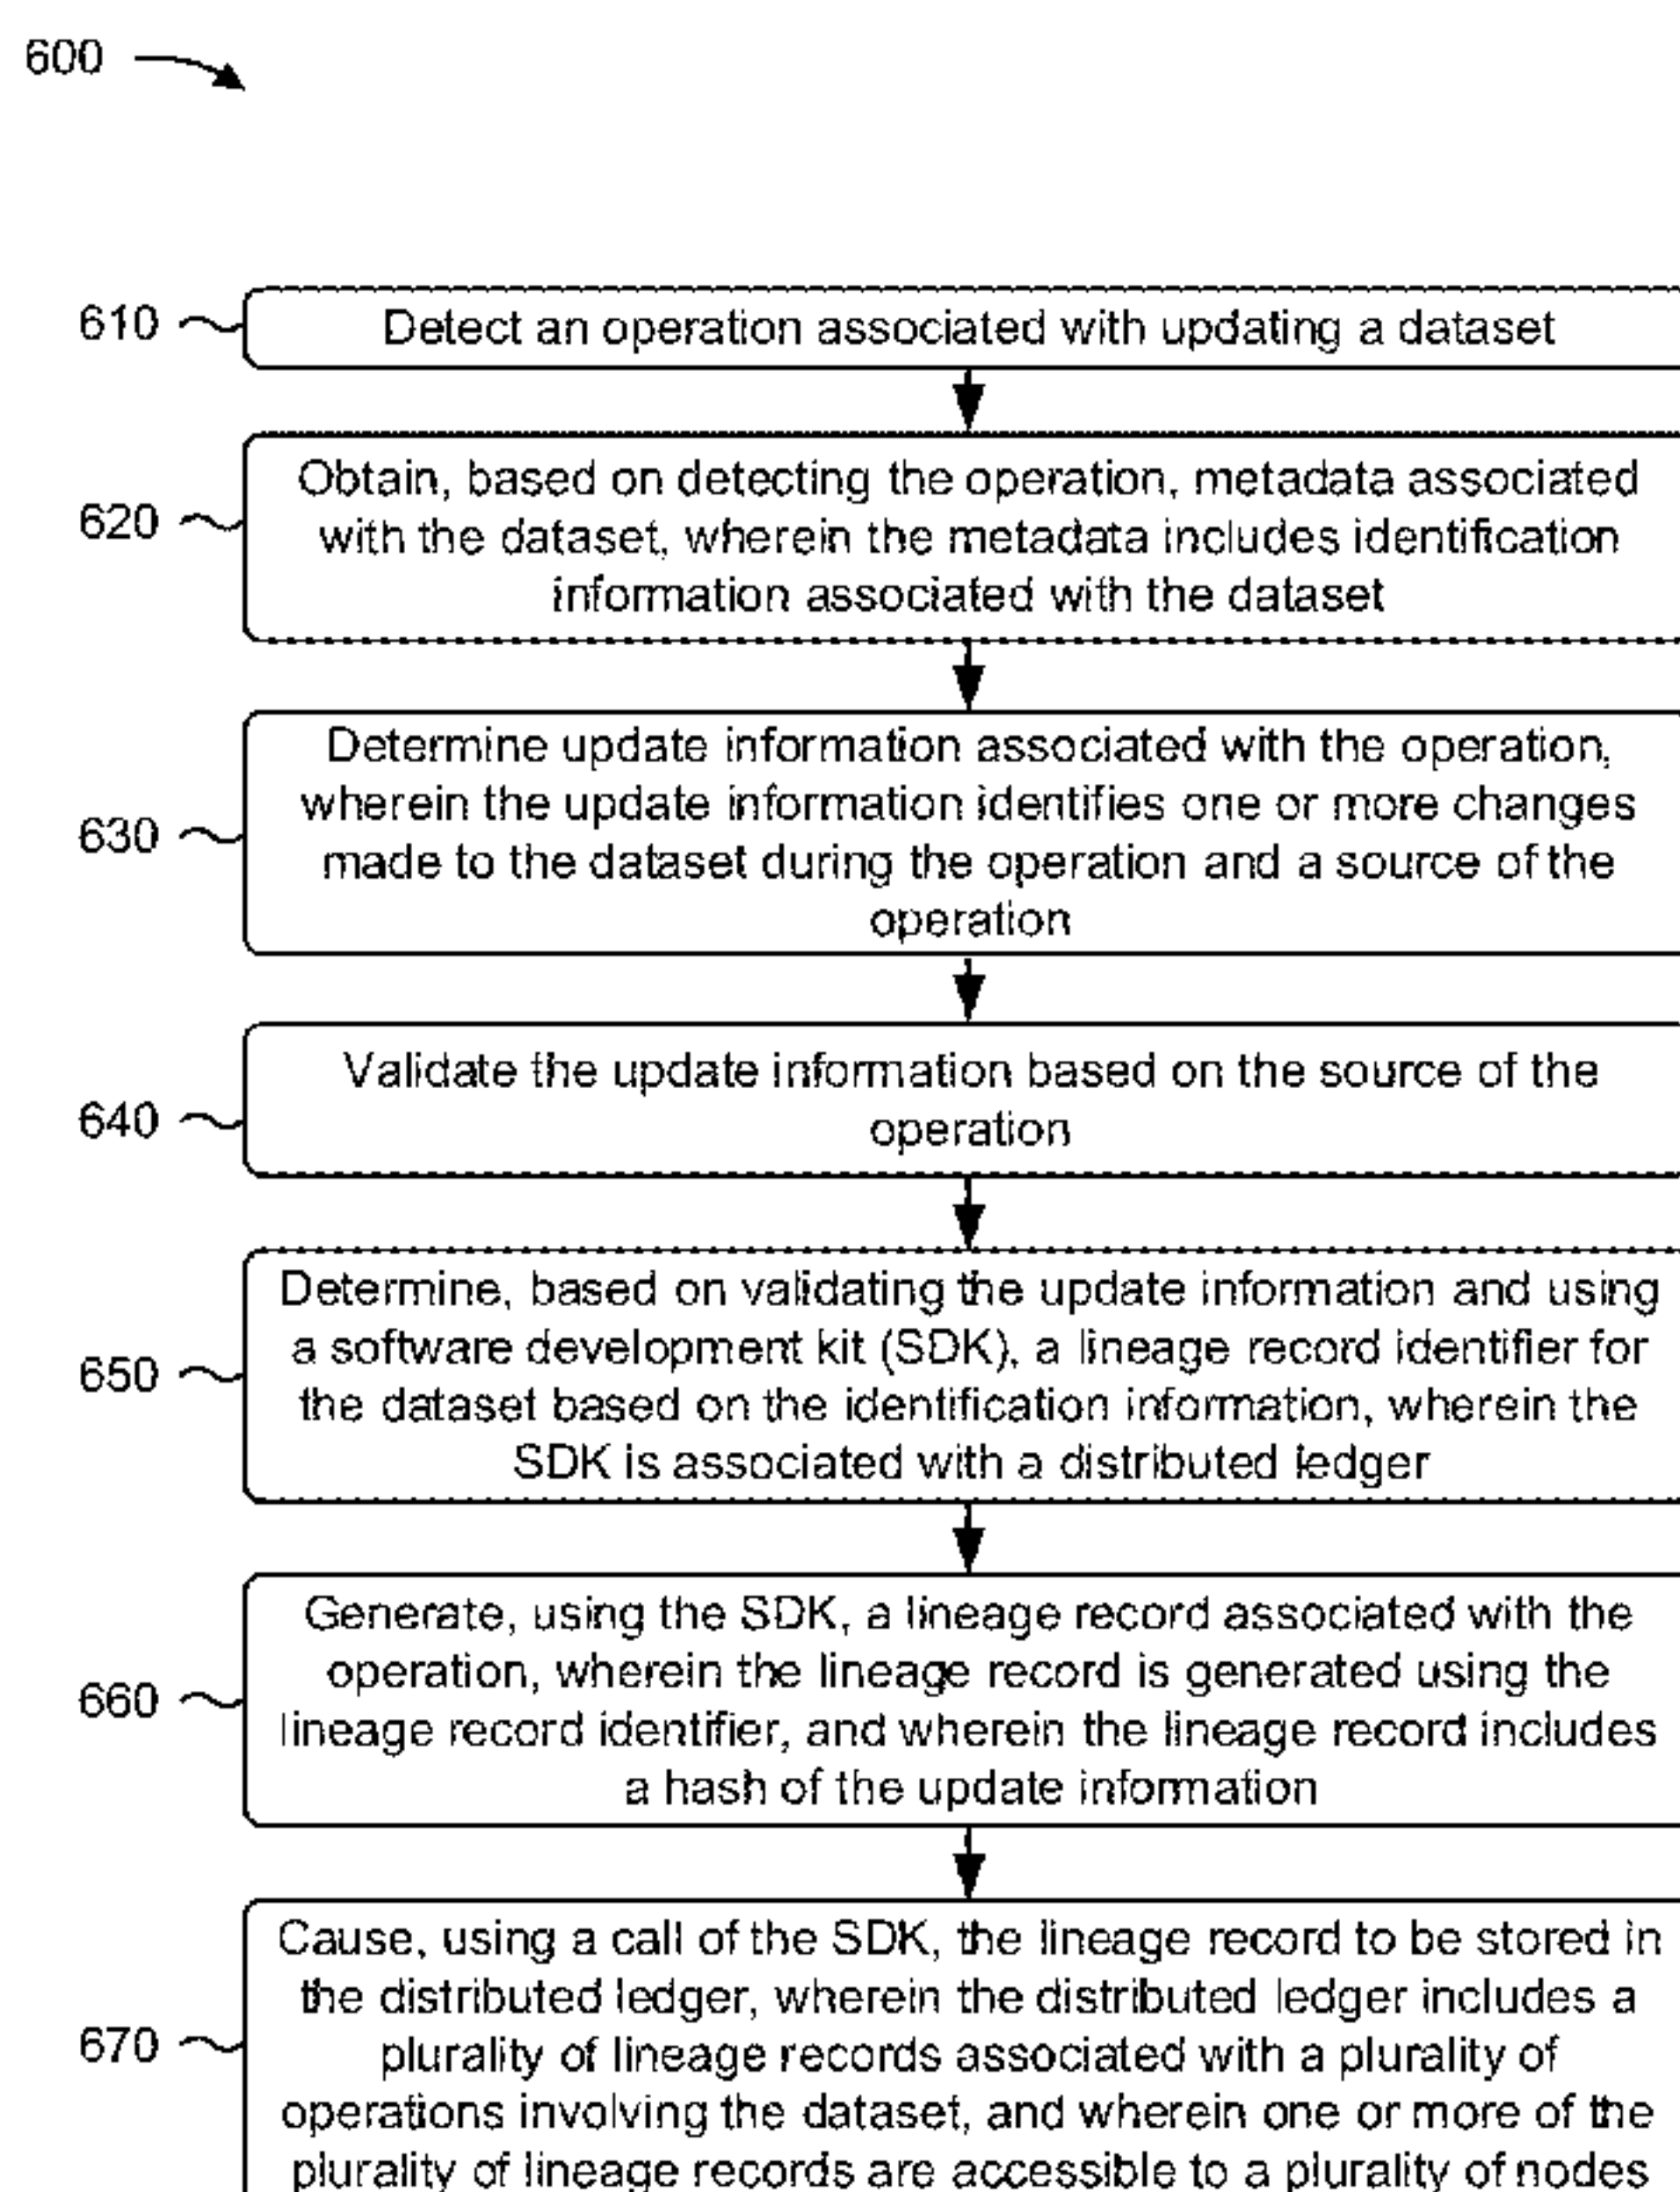 600
610
Detect an operation associated with updating a dataset
620
Obtain, based on detecting the operation, metadata associated
with the dataset, wherein the metadata includes identification
information associated with the dataset
630
Determine update information associated with the operation,
wherein the update information identifies one or more changes
made to the dataset during the operation and a source of the
operation
640
Validate the update information based on the source of the
operation
650
Determine, based on validating the update information and using
a software development kit (SDK), a lineage record identifier for
the dataset based on the identification information, wherein the
SDK is associated with a distributed ledger
660
Generate, using the SDK, a lineage record associated with the
operation, wherein the lineage record is generated using the
lineage record identifier, and wherein the lineage record includes
a hash of the update information
670
Cause, using a call of the SDK, the lineage record to be stored in
the distributed ledger, wherein the distributed ledger includes a
plurality of lineage records associated with a plurality of
operations involving the dataset, and wherein one or more of the
plurality of lineage records are accessible to a plurality of nodes